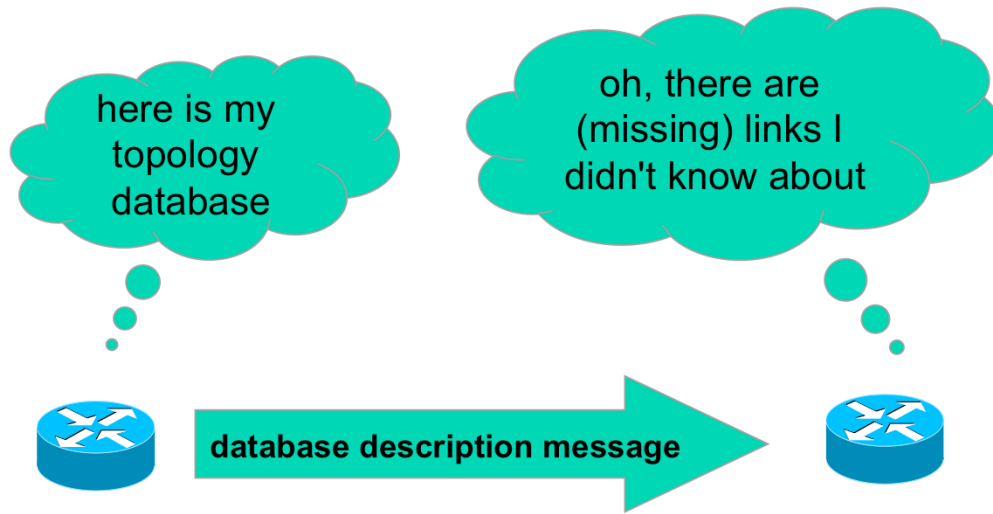 here is my
topology
database
oh, there are
(missing) links I
didn't know about
database description message